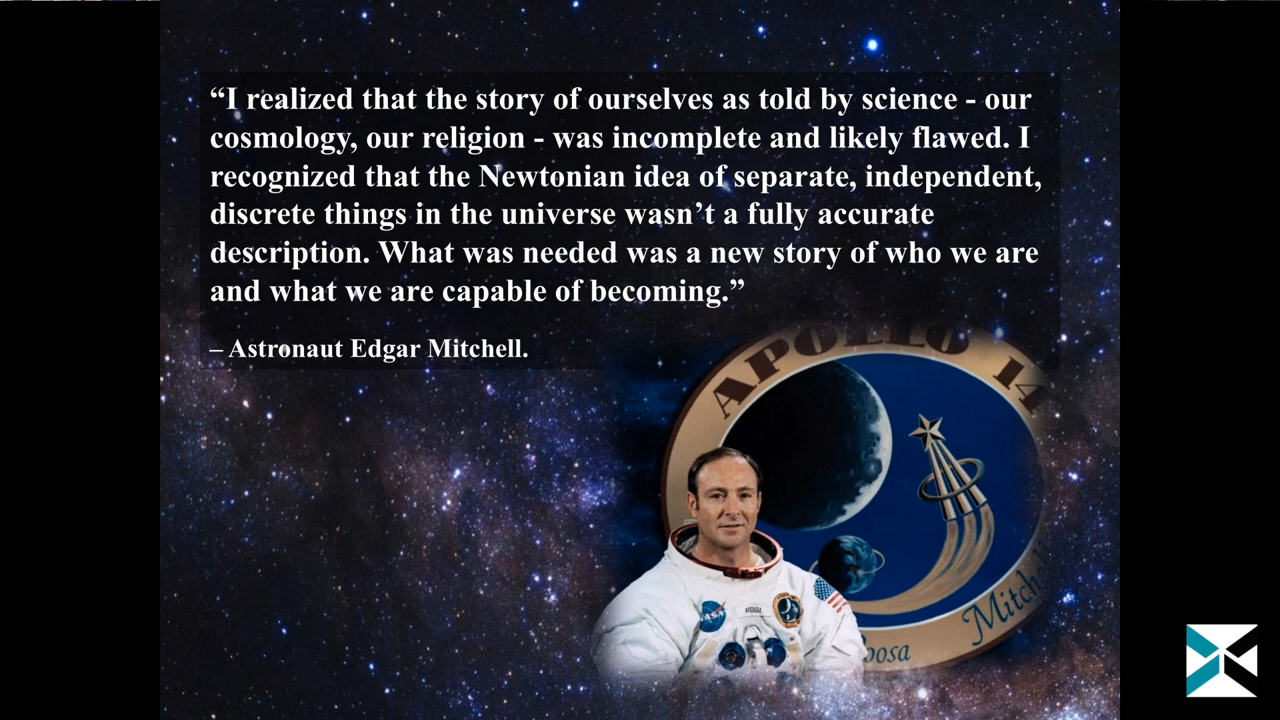 “I realized that the story of ourselves as told by science - our
cosmology, our religion - was incomplete and likely flawed. I
recognized that the Newtonian idea of separate, independent,
discrete things in the universe wasn’t a fully accurate
description. What was needed was a new story of who we are
and what we are capable of becoming.”
– Astronaut Edgar Mitchell.
APOLLO 14
NASA